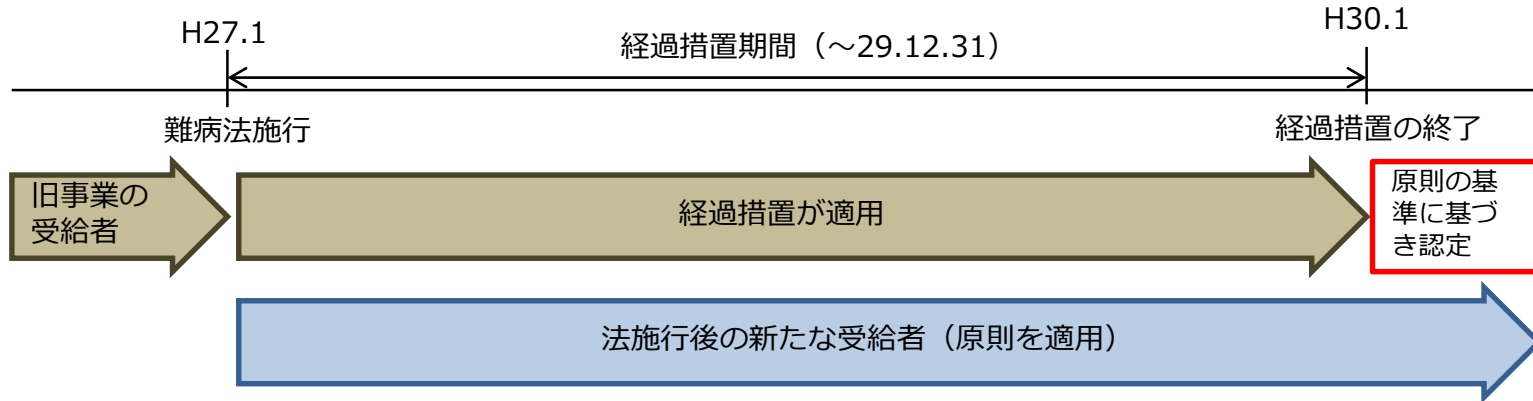 H27.1
H30.1
経過措置期間（～29.12.31）
難病法施行
経過措置の終了
旧事業の
受給者
経過措置が適用
原則の基
準に基づ
き認定
法施行後の新たな受給者（原則を適用）